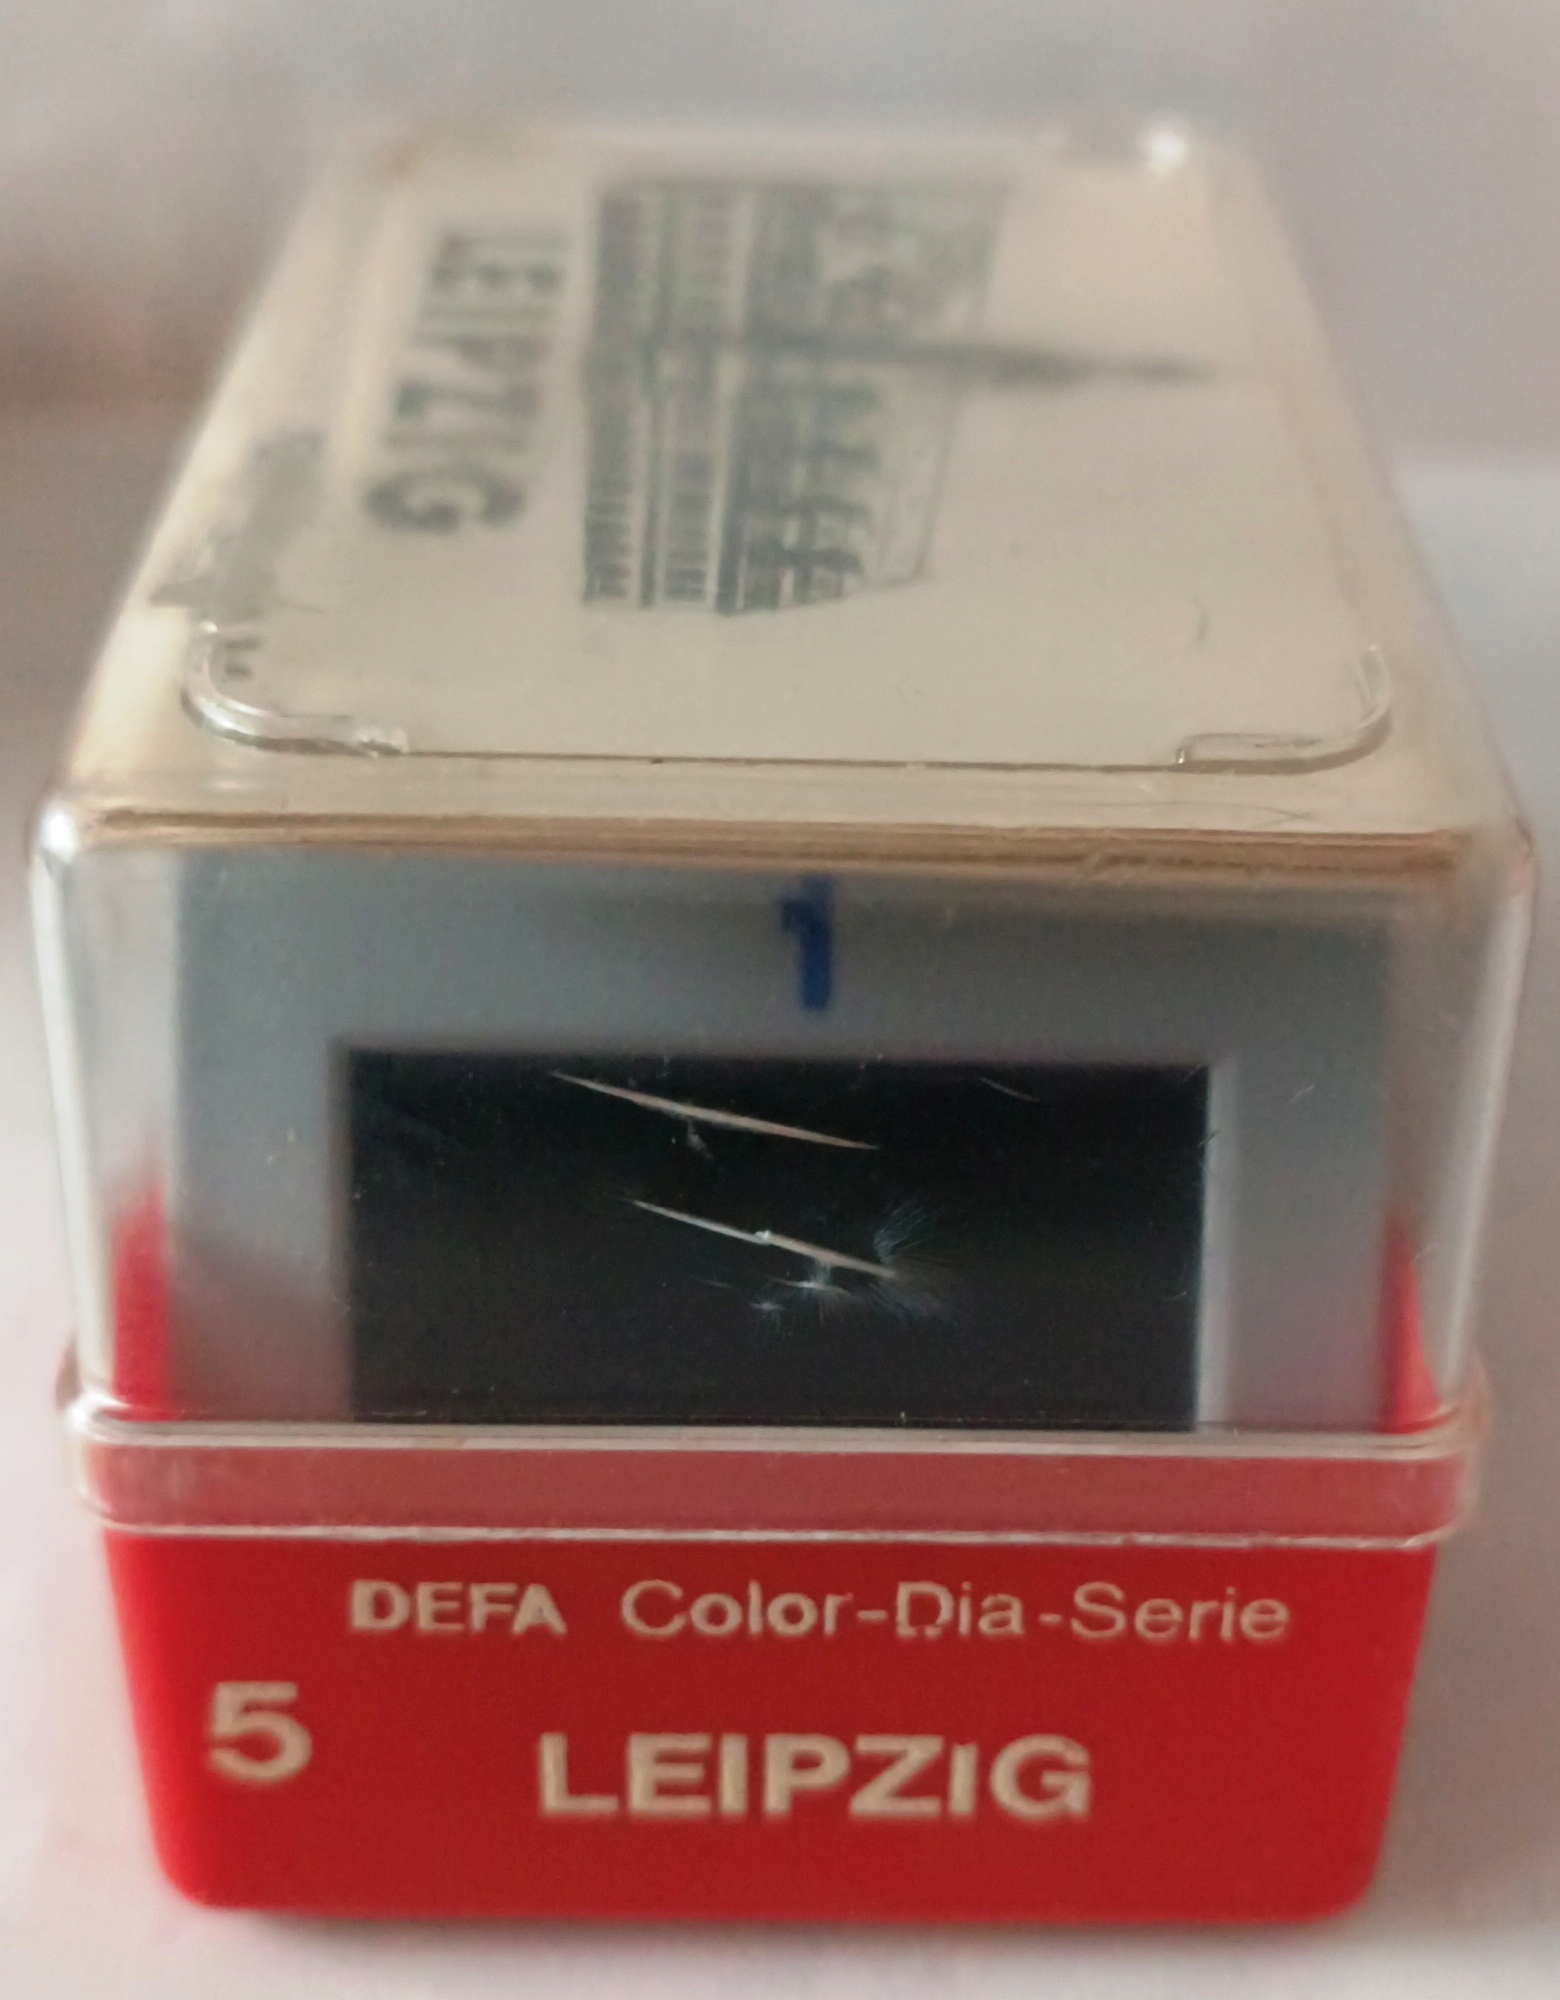 LEIPZIG
1
DEFA Color-Dia-Serie
5
LEIPZIG